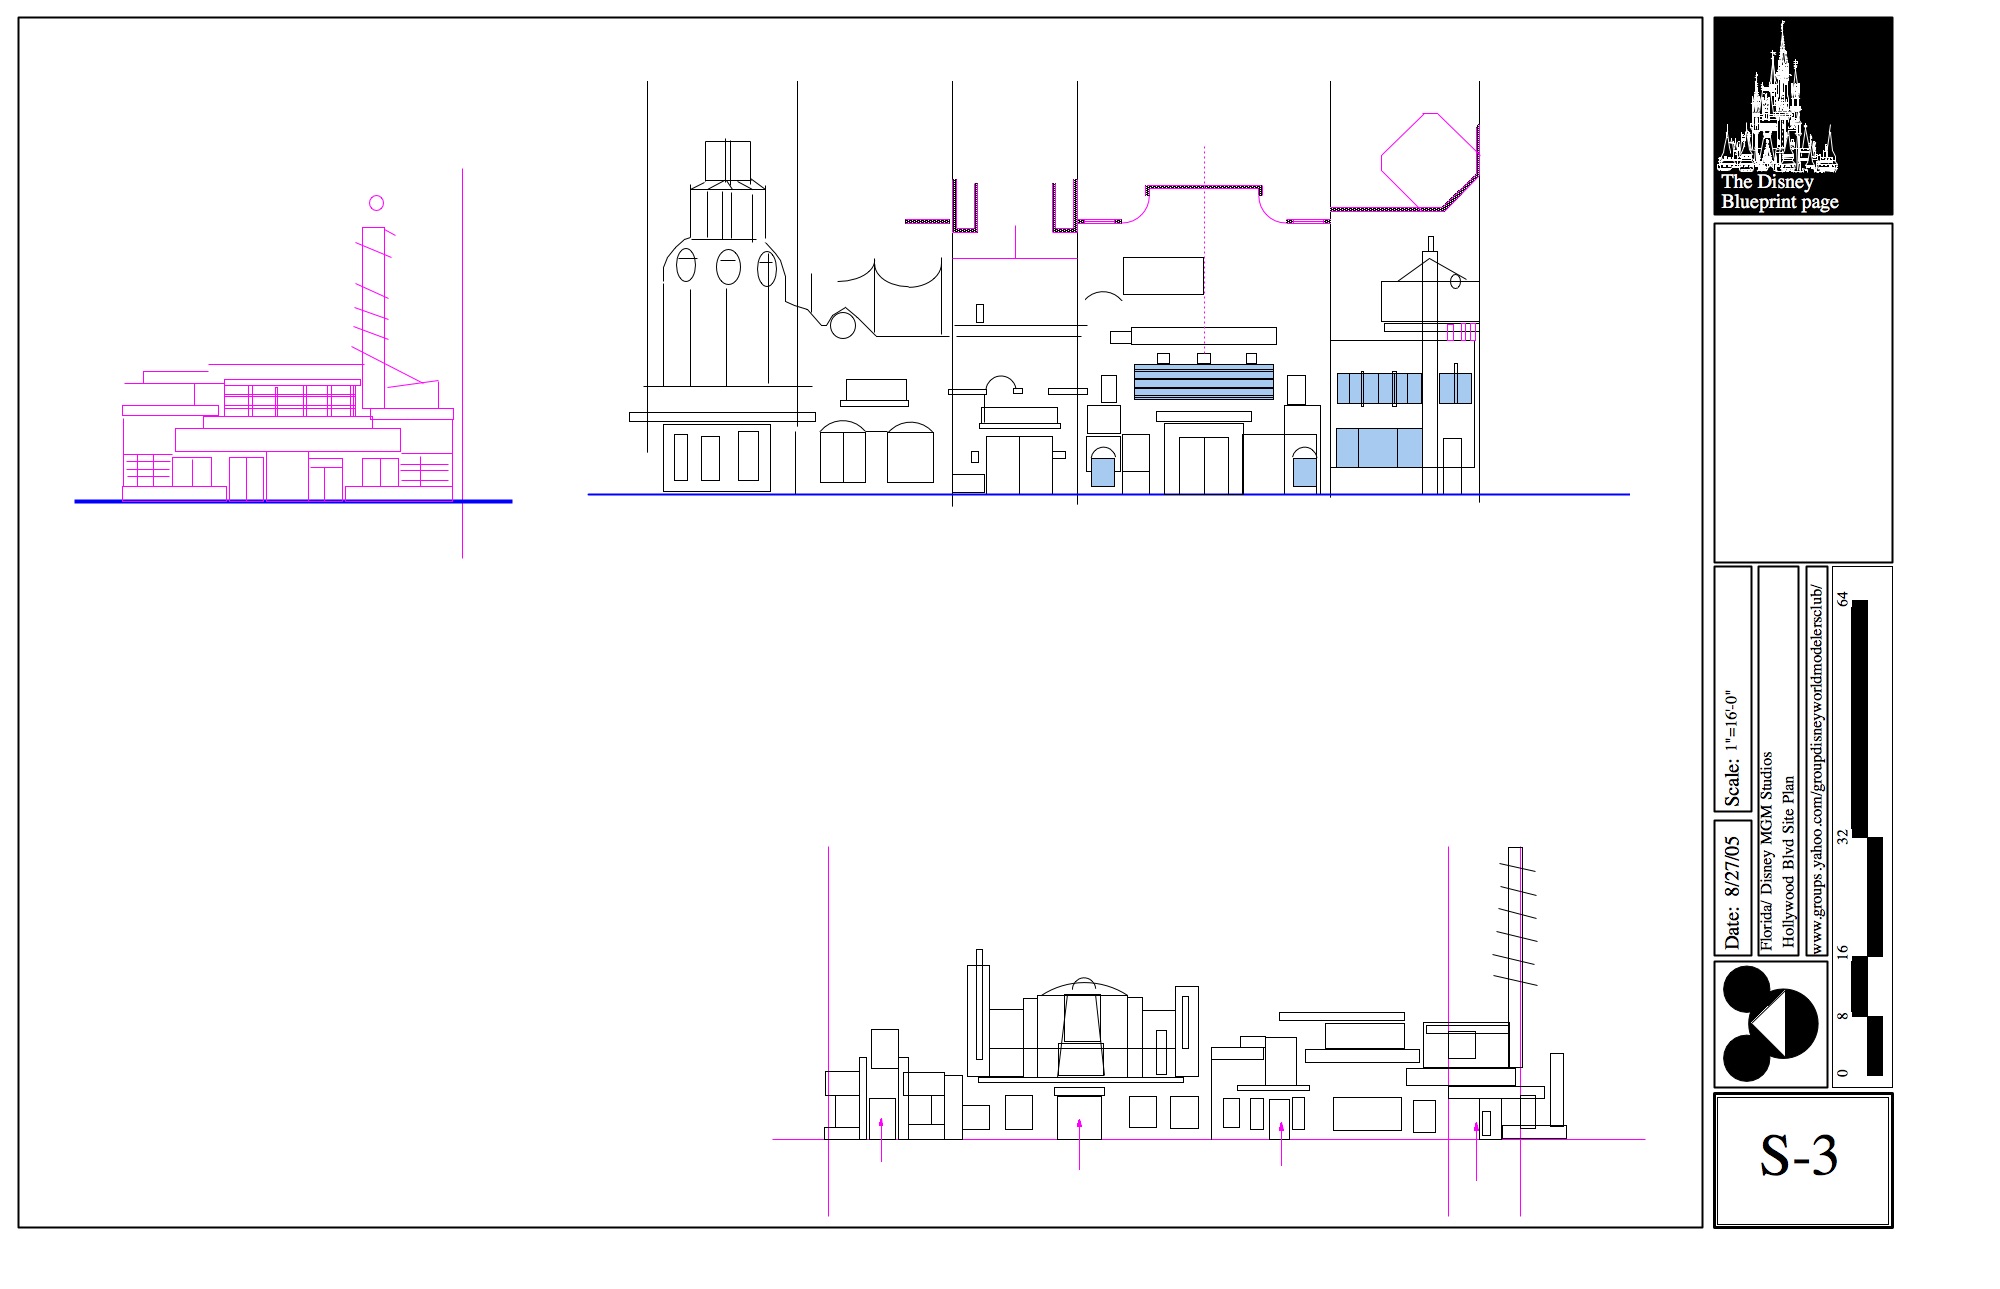 The Disney
Blueprint page
Scale: 1"=16'-0"
Date: 8/27/05
Florida/ Disney MGM Studios
Hollywood Blvd Site Plan
www.groups.yahoo.com/groupdisneyworldmodelersclub/
64
32
16
8
0
S-3